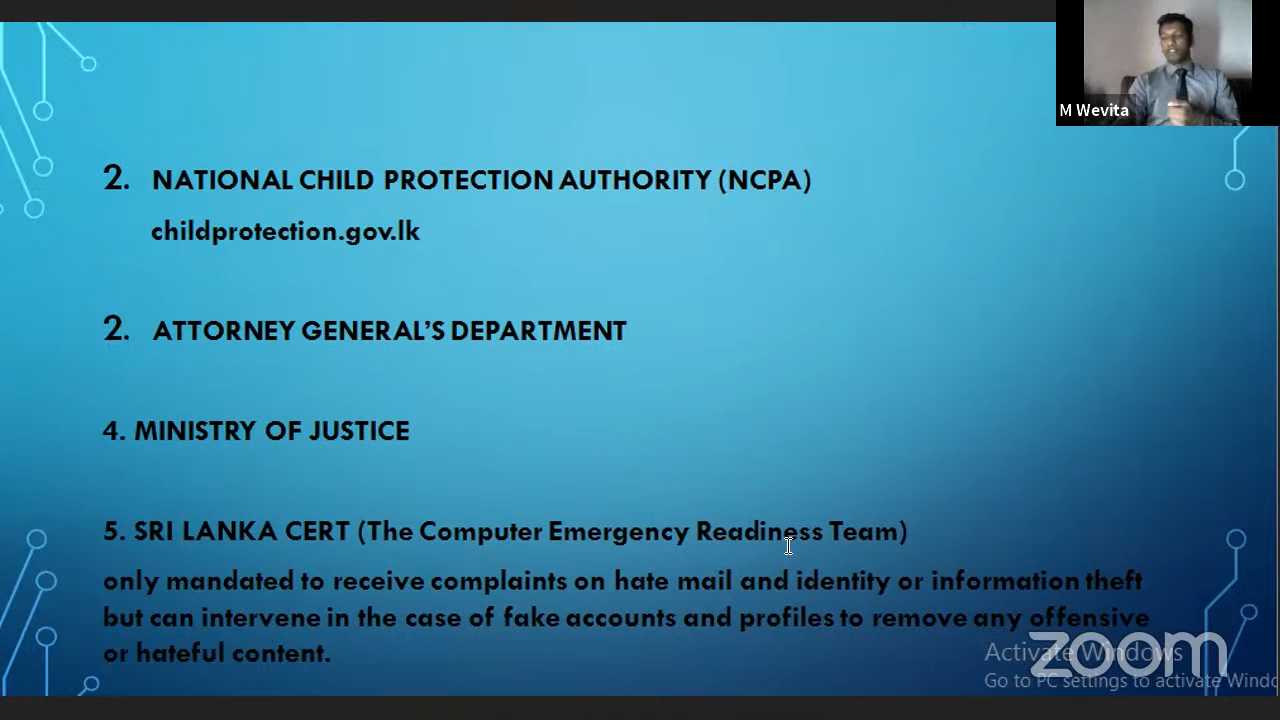 M Wevita
2. NATIONAL CHILD PROTECTION AUTHORITY (NCPA)
childprotection.gov.lk
2. ATTORNEY GENERAL’S DEPARTMENT
4. MINISTRY OF JUSTICE
5. SRI LANKA CERT (The Computer Emergency Readiness Team)
only mandated to receive complaints on hate mail and identity or information theft
but can intervene in the case of fake accounts and profiles to remove any offensive
or hateful content.
zoom
Activate Windows
Go to PC settings to activate Windo